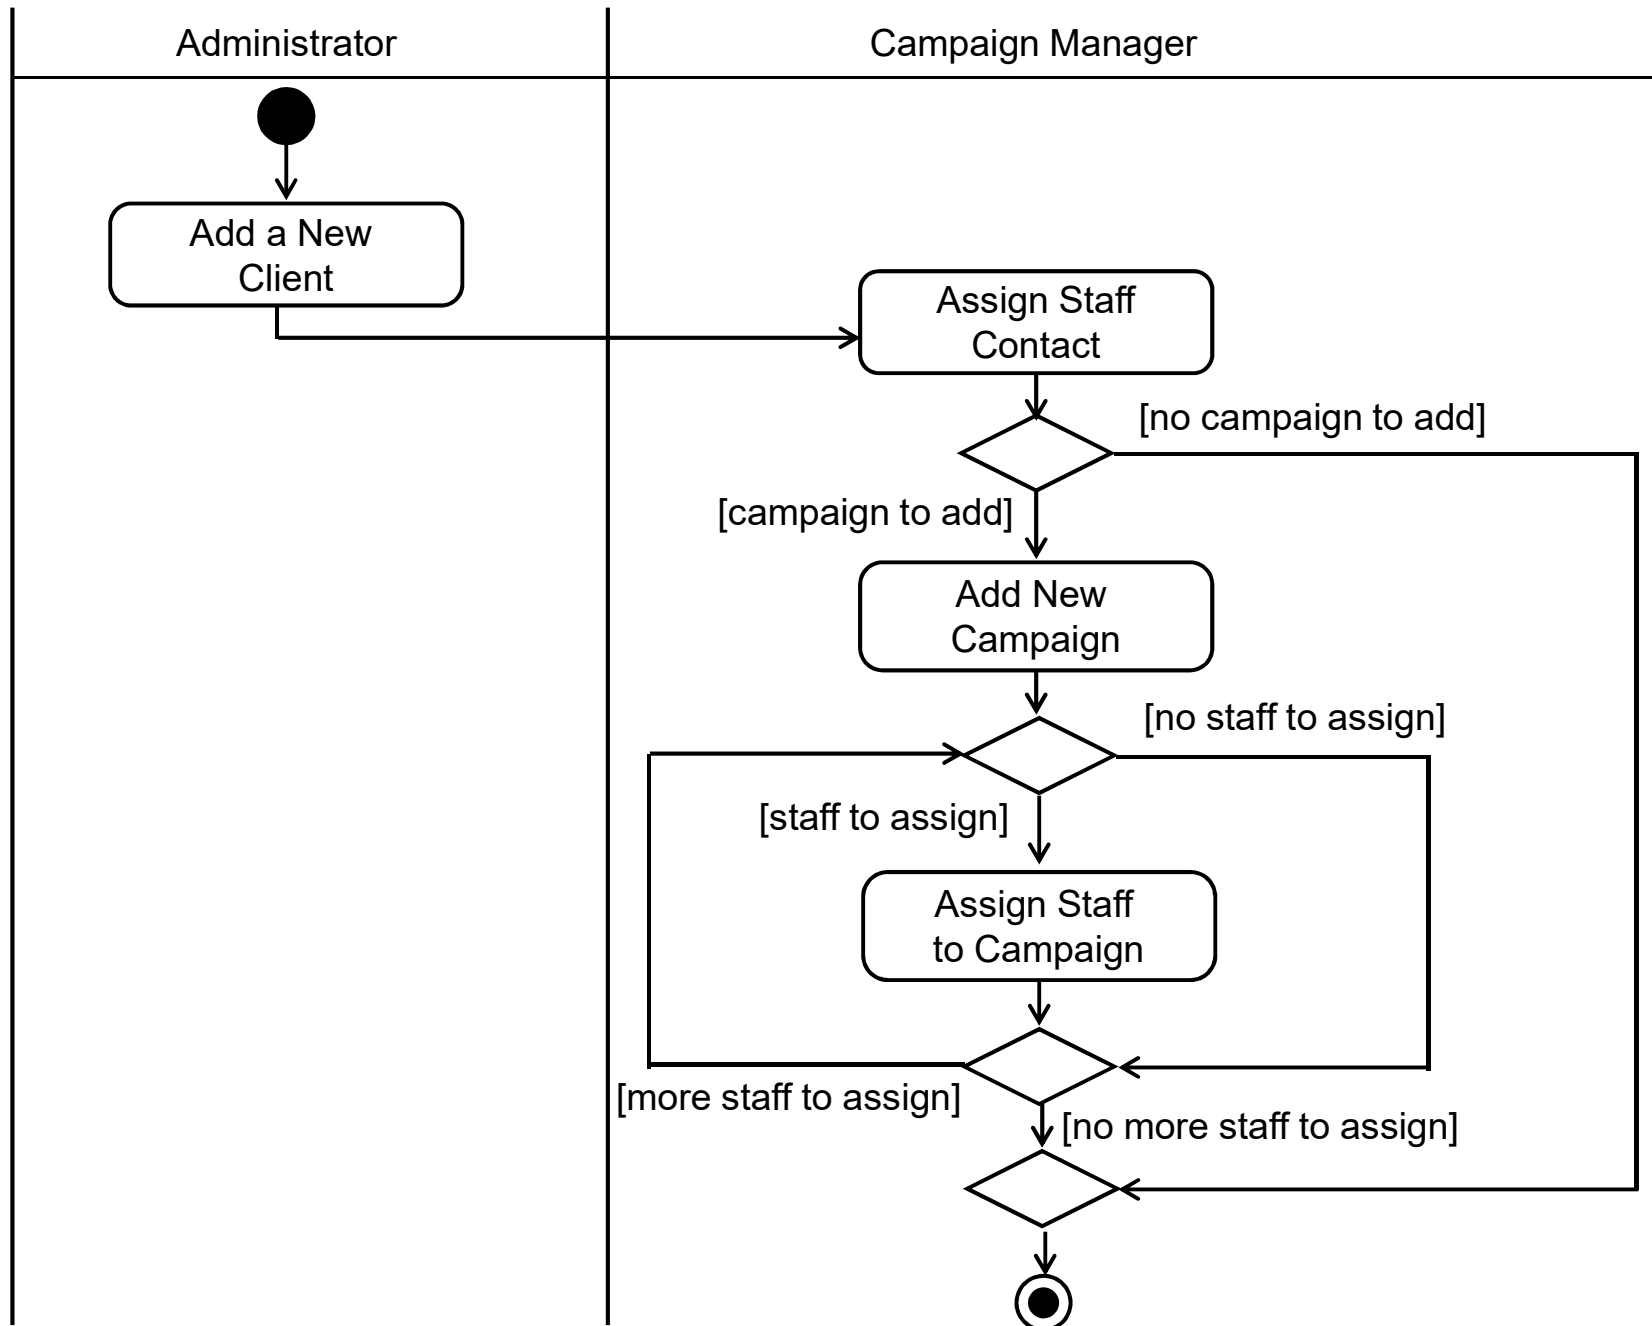 Administrator
Campaign Manager
Add a New
Client
Assign Staff
Contact
[no campaign to add]
[campaign to add]
Add New
Campaign
[no staff to assign]
[staff to assign]
Assign Staff
to Campaign
[more staff to assign]
[no more staff to assign]